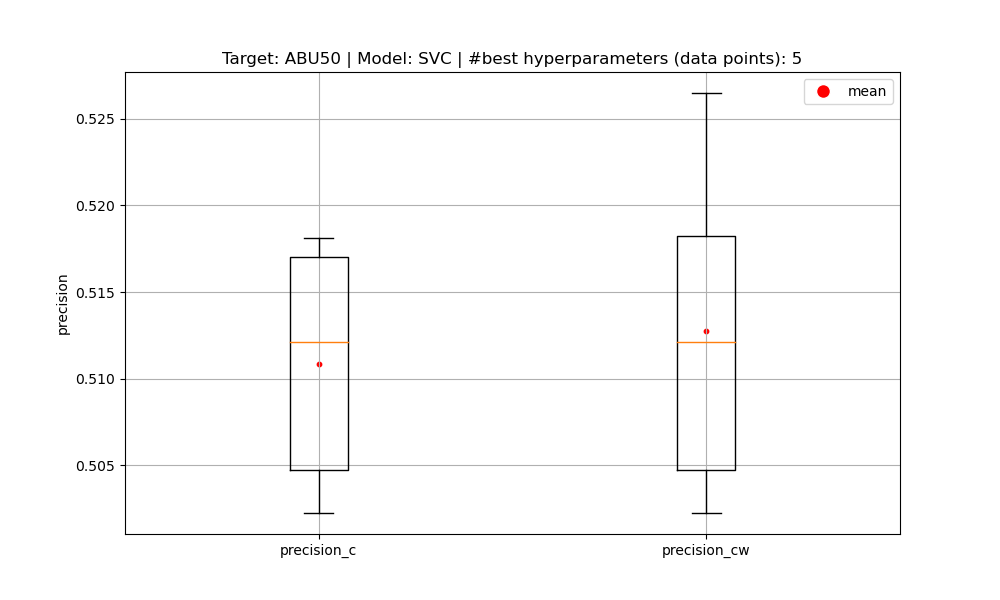 Target: ABU50 | Model: SVC | #best hyperparameters (data points): 5
mean
0.525
0.520
0.515
0.510
0.505
precision
precision_c
precision_cw